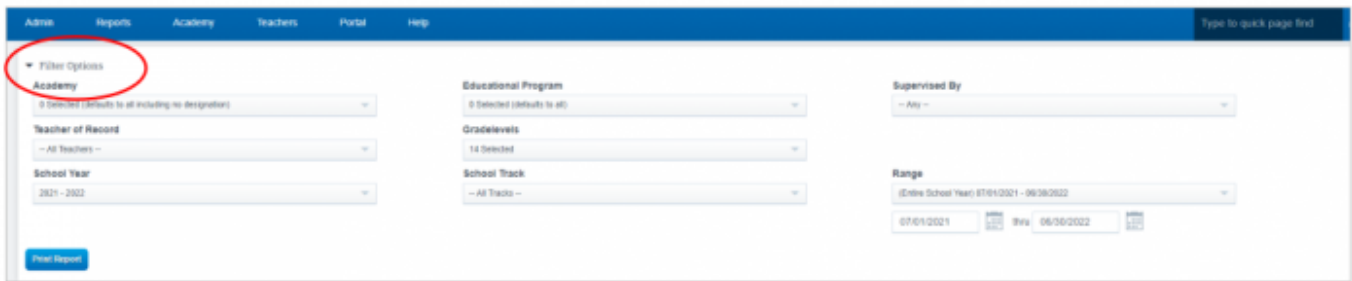 Admin Reports Academy Teachers Portal Help Type to quick page find
Filter Options
Academy Educational Program Supervised By
0 Selected (defaults to all including no designation) 0 Selected (defaults to all) -- Any --
Teacher of Record Gradelevels
-- All Teachers -- 14 Selected
School Year School Track Range
2021 - 2022 -- All Tracks -- (Entire School Year) 07/01/2021 - 06/30/2022
07/01/2021 thru 06/30/2022
Print Report